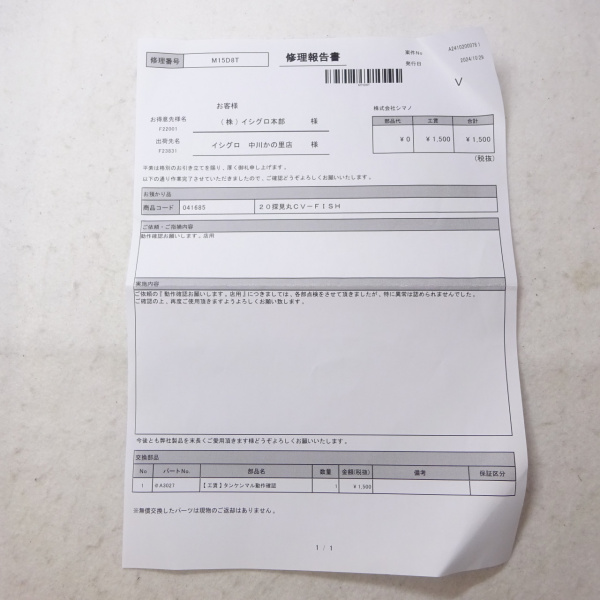 修理番号 M15D8T 修理報告書 案件No. A24102000761
発行日 2024/10/26
V
お客様
お得意先様名 (株)イシグロ本部 様
F22001
出荷先名 イシグロ 中川かの里店 様
F23031
株式会社シマノ
部品代 工賃 合計
¥0 ¥1,500 ¥1,500
(税抜)
平素は格別のお引き立てを賜り、厚く御礼申し上げます。
以下の通り作業完了させていただきましたので、ご確認どうぞよろしくお願いいたします。
お預かり品
商品コード 041685 20探見丸CV-FISH
ご依頼・ご指摘内容
動作確認お願いします。店用
実施内容
ご依頼の『動作確認お願いします。店用』につきましては、各部点検をさせて頂きましたが、特に異常は認められませんでした。
ご確認の上、再度ご使用頂きますようよろしくお願い致します。
今後とも弊社製品を末長くご愛用頂きます様どうぞよろしくお願いいたします。
交換部品
No. パートNo. 部品名 数量 金額(税抜) 備考 保証区分
1 6A302T 【工賃】タンケンマル動作確認 1 ¥1,500
※無償交換したパーツは現物のご返却はありません。
1 / 1